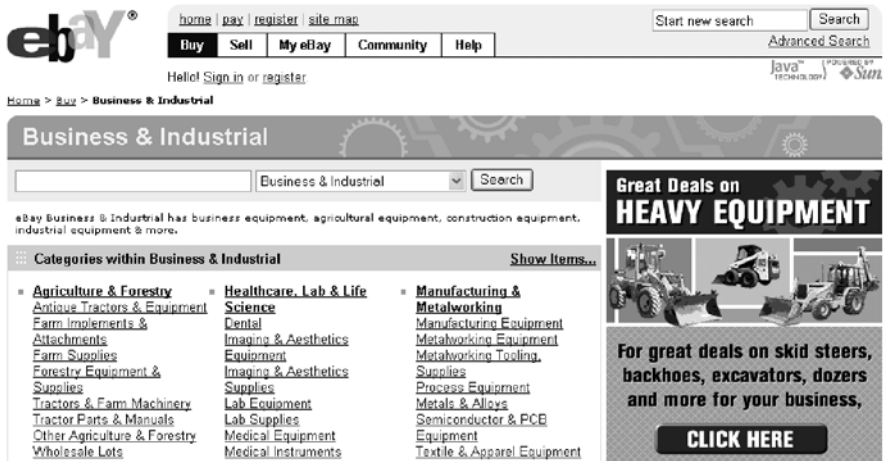 ebaY®
home | pay | register | site map
Start new search Search
Buy Sell My eBay Community Help
Advanced Search
Hello! Sign in or register
Java™ TECHNOLOGY POWERED BY Sun
Home > Buy > Business & Industrial
Business & Industrial
Business & Industrial Search
eBay Business & Industrial has business equipment, agricultural equipment, construction equipment,
industrial equipment & more.
Categories within Business & Industrial Show Items...
Agriculture & Forestry
Antique Tractors & Equipment
Farm Implements &
Attachments
Farm Supplies
Forestry Equipment &
Supplies
Tractors & Farm Machinery
Tractor Parts & Manuals
Other Agriculture & Forestry
Wholesale Lots
Healthcare, Lab & Life
Science
Dental
Imaging & Aesthetics
Equipment
Imaging & Aesthetics
Supplies
Lab Equipment
Lab Supplies
Medical Equipment
Medical Instruments
Manufacturing &
Metalworking
Manufacturing Equipment
Metalworking Equipment
Metalworking Tooling,
Supplies
Process Equipment
Metals & Alloys
Semiconductor & PCB
Equipment
Textile & Apparel Equipment
Great Deals on
HEAVY EQUIPMENT
For great deals on skid steers,
backhoes, excavators, dozers
and more for your business,
CLICK HERE